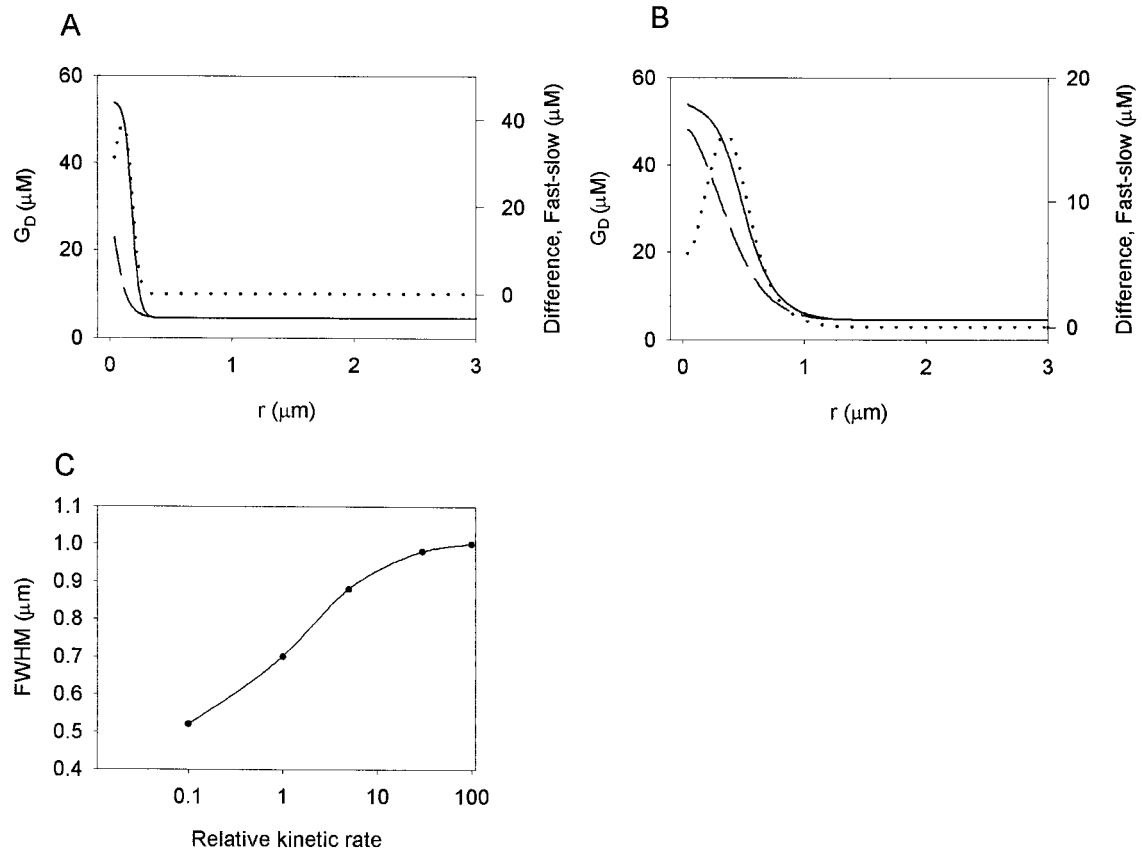 A
60
40
20
0
G_D (μM)
40
20
0
Difference, Fast-slow (μM)
0 1 2 3
r (μm)
B
60
40
20
0
G_D (μM)
20
10
0
Difference, Fast-slow (μM)
0 1 2 3
r (μm)
C
1.1
1.0
0.9
0.8
0.7
0.6
0.5
0.4
FWHM (μm)
0.1 1 10 100
Relative kinetic rate